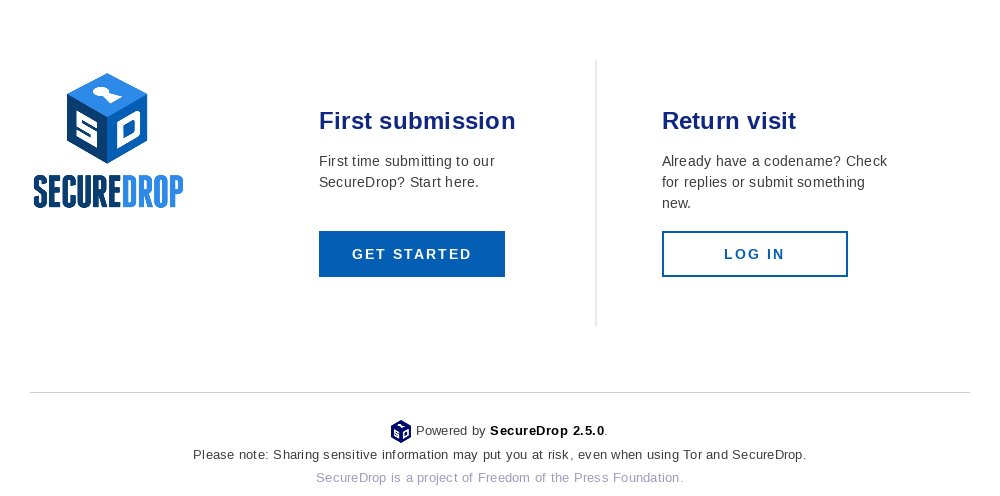 SD
SECUREDROP
First submission
First time submitting to our
SecureDrop? Start here.
GET STARTED
Return visit
Already have a codename? Check
for replies or submit something
new.
LOG IN
Powered by SecureDrop 2.5.0.
Please note: Sharing sensitive information may put you at risk, even when using Tor and SecureDrop.
SecureDrop is a project of Freedom of the Press Foundation.